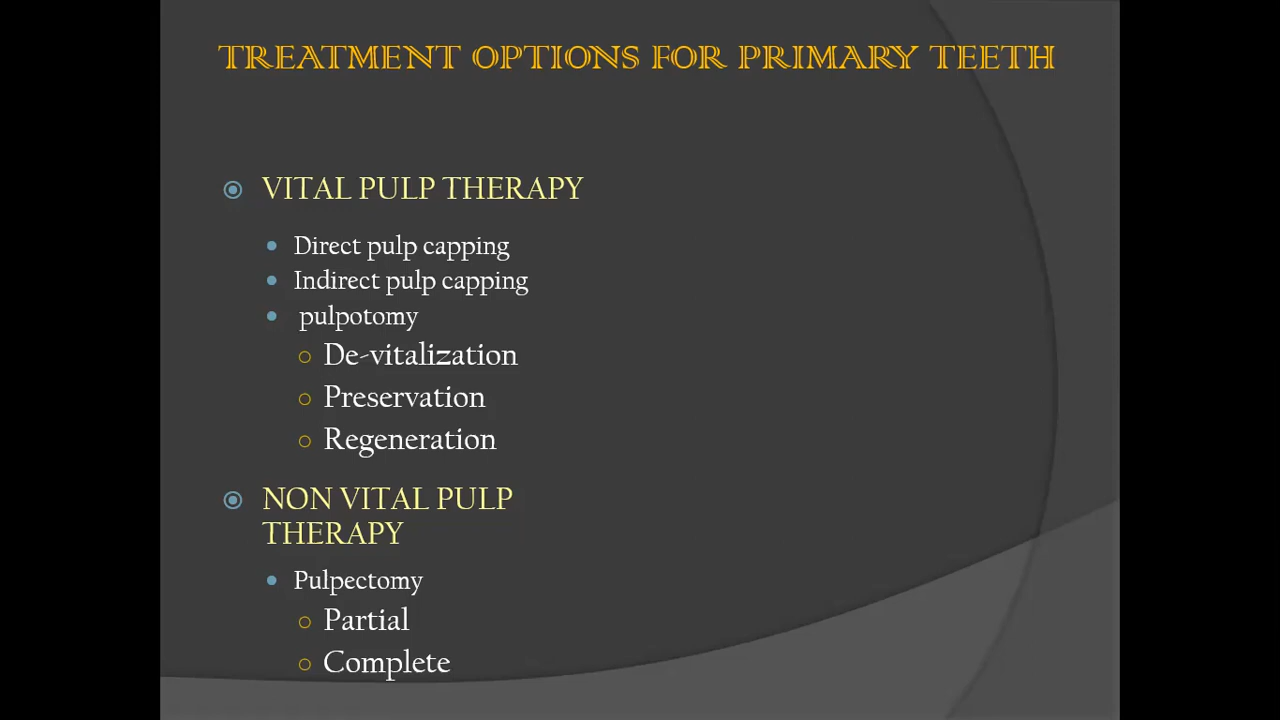 TREATMENT OPTIONS FOR PRIMARY TEETH
VITAL PULP THERAPY
Direct pulp capping
Indirect pulp capping
pulpotomy
De-vitalization
Preservation
Regeneration
NON VITAL PULP
THERAPY
Pulpectomy
Partial
Complete